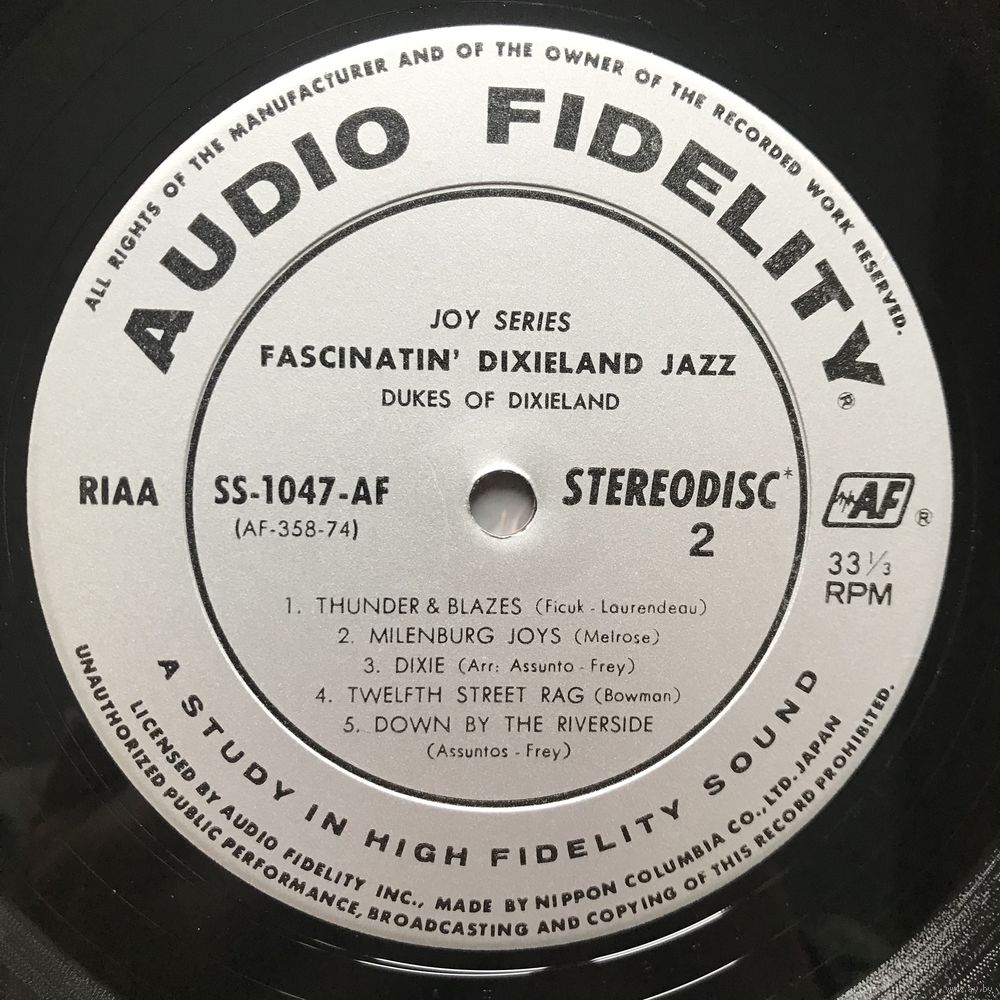 ALL RIGHTS OF THE MANUFACTURER AND OF THE OWNER OF THE RECORDED WORK RESERVED.
AUDIO FIDELITY
®
JOY SERIES
FASCINATIN' DIXIELAND JAZZ
DUKES OF DIXIELAND
RIAA SS-1047-AF STEREODISC* AF ®
(AF-358-74) 2
33 1/3
RPM
1. THUNDER & BLAZES (Ficuk - Laurendeau)
2. MILENBURG JOYS (Melrose)
3. DIXIE (Arr: Assunto - Frey)
4. TWELFTH STREET RAG (Bowman)
5. DOWN BY THE RIVERSIDE
(Assuntos - Frey)
A STUDY IN HIGH FIDELITY SOUND
LICENSED BY AUDIO FIDELITY INC., MADE BY NIPPON COLUMBIA CO., LTD. JAPAN
UNAUTHORIZED PUBLIC PERFORMANCE, BROADCASTING AND COPYING OF THIS RECORD PROHIBITED.